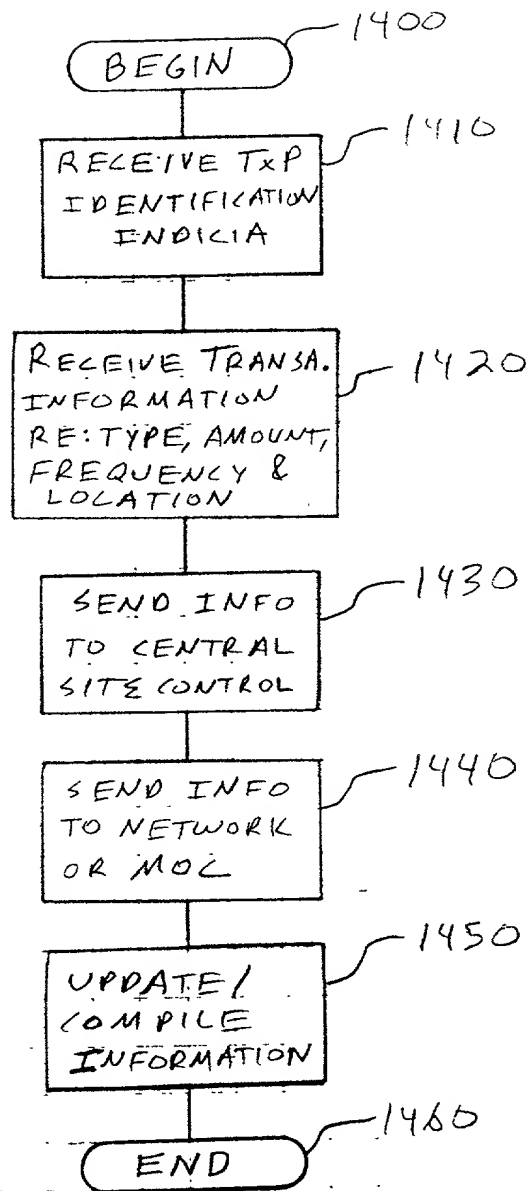 1400
BEGIN
1410
RECEIVE TxP
IDENTIFICATION
INDICIA
1420
RECEIVE TRANSA.
INFORMATION
RE: TYPE, AMOUNT,
FREQUENCY &
LOCATION
1430
SEND INFO
TO CENTRAL
SITE CONTROL
1440
SEND INFO
TO NETWORK
OR MOC
1450
UPDATE/
COMPILE
INFORMATION
1460
END